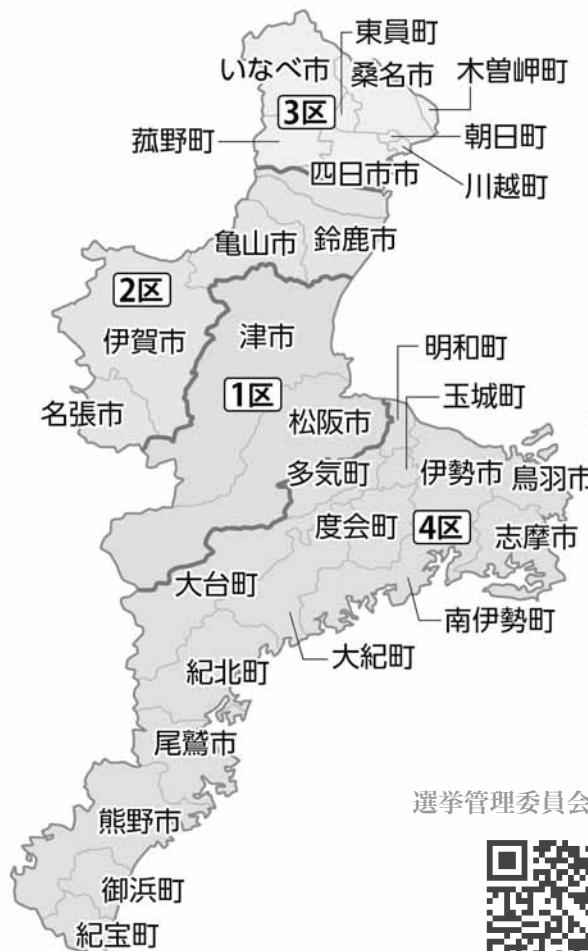 東員町
いなべ市
桑名市
木曽岬町
3区
菰野町
朝日町
四日市市
川越町
亀山市
鈴鹿市
2区
伊賀市
津市
明和町
1区
玉城町
名張市
松阪市
多気町
伊勢市
鳥羽市
度会町
4区
志摩市
大台町
南伊勢町
大紀町
紀北町
尾鷲市
選挙管理委員会
熊野市
御浜町
紀宝町